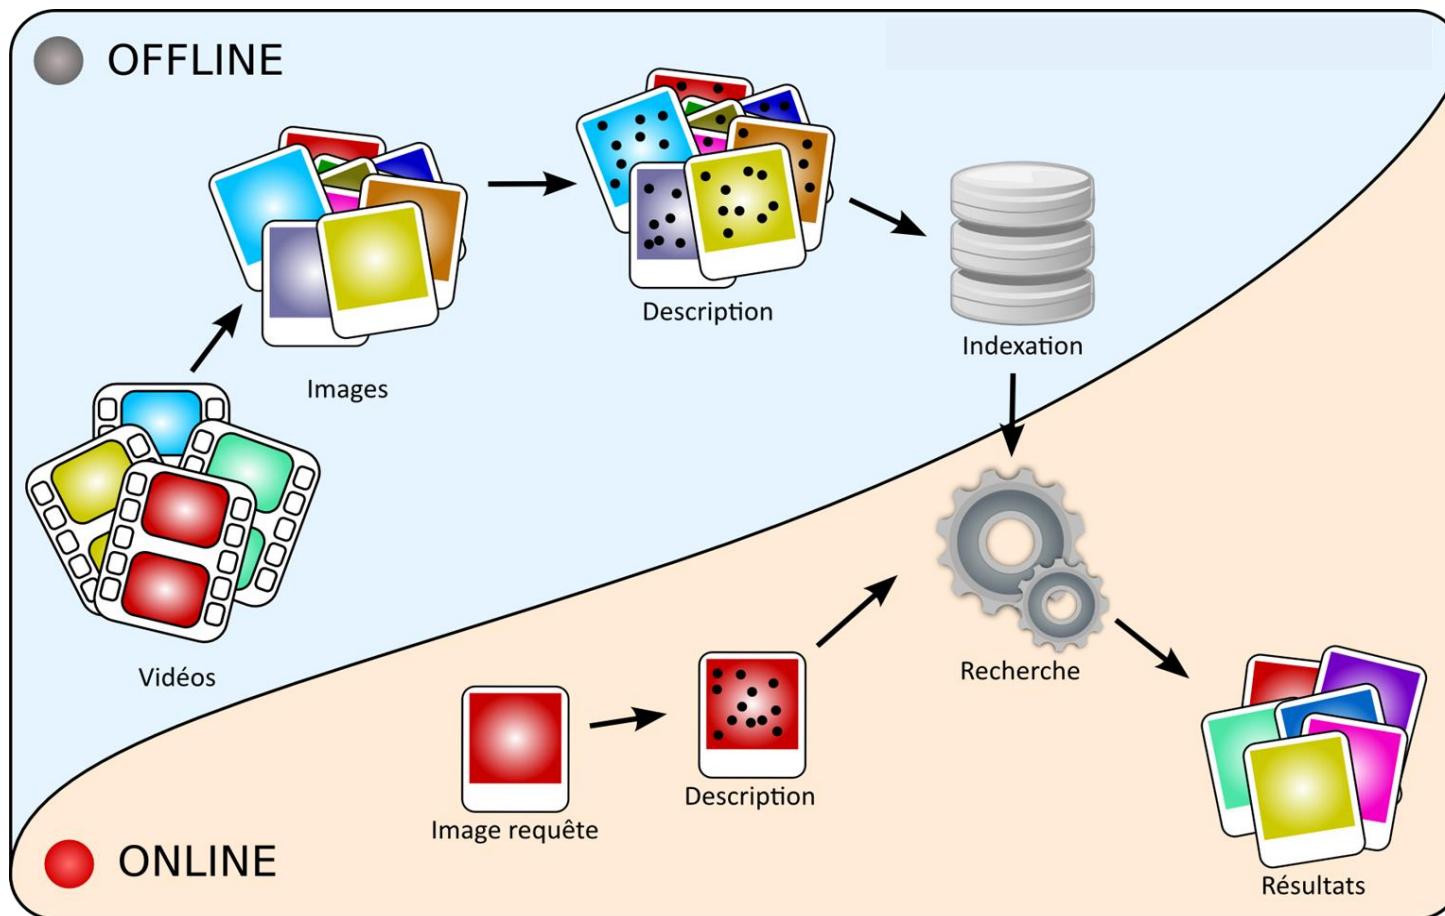 OFFLINE
Description
Indexation
Images
Vidéos
Recherche
Description
Image requête
ONLINE
Résultats